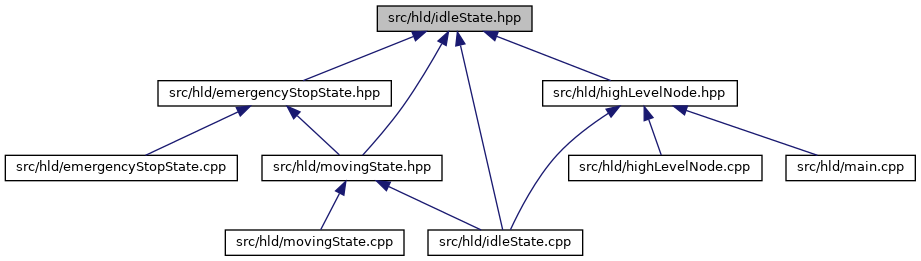 src/hld/idleState.hpp
src/hld/emergencyStopState.hpp
src/hld/highLevelNode.hpp
src/hld/emergencyStopState.cpp
src/hld/movingState.hpp
src/hld/highLevelNode.cpp
src/hld/main.cpp
src/hld/movingState.cpp
src/hld/idleState.cpp